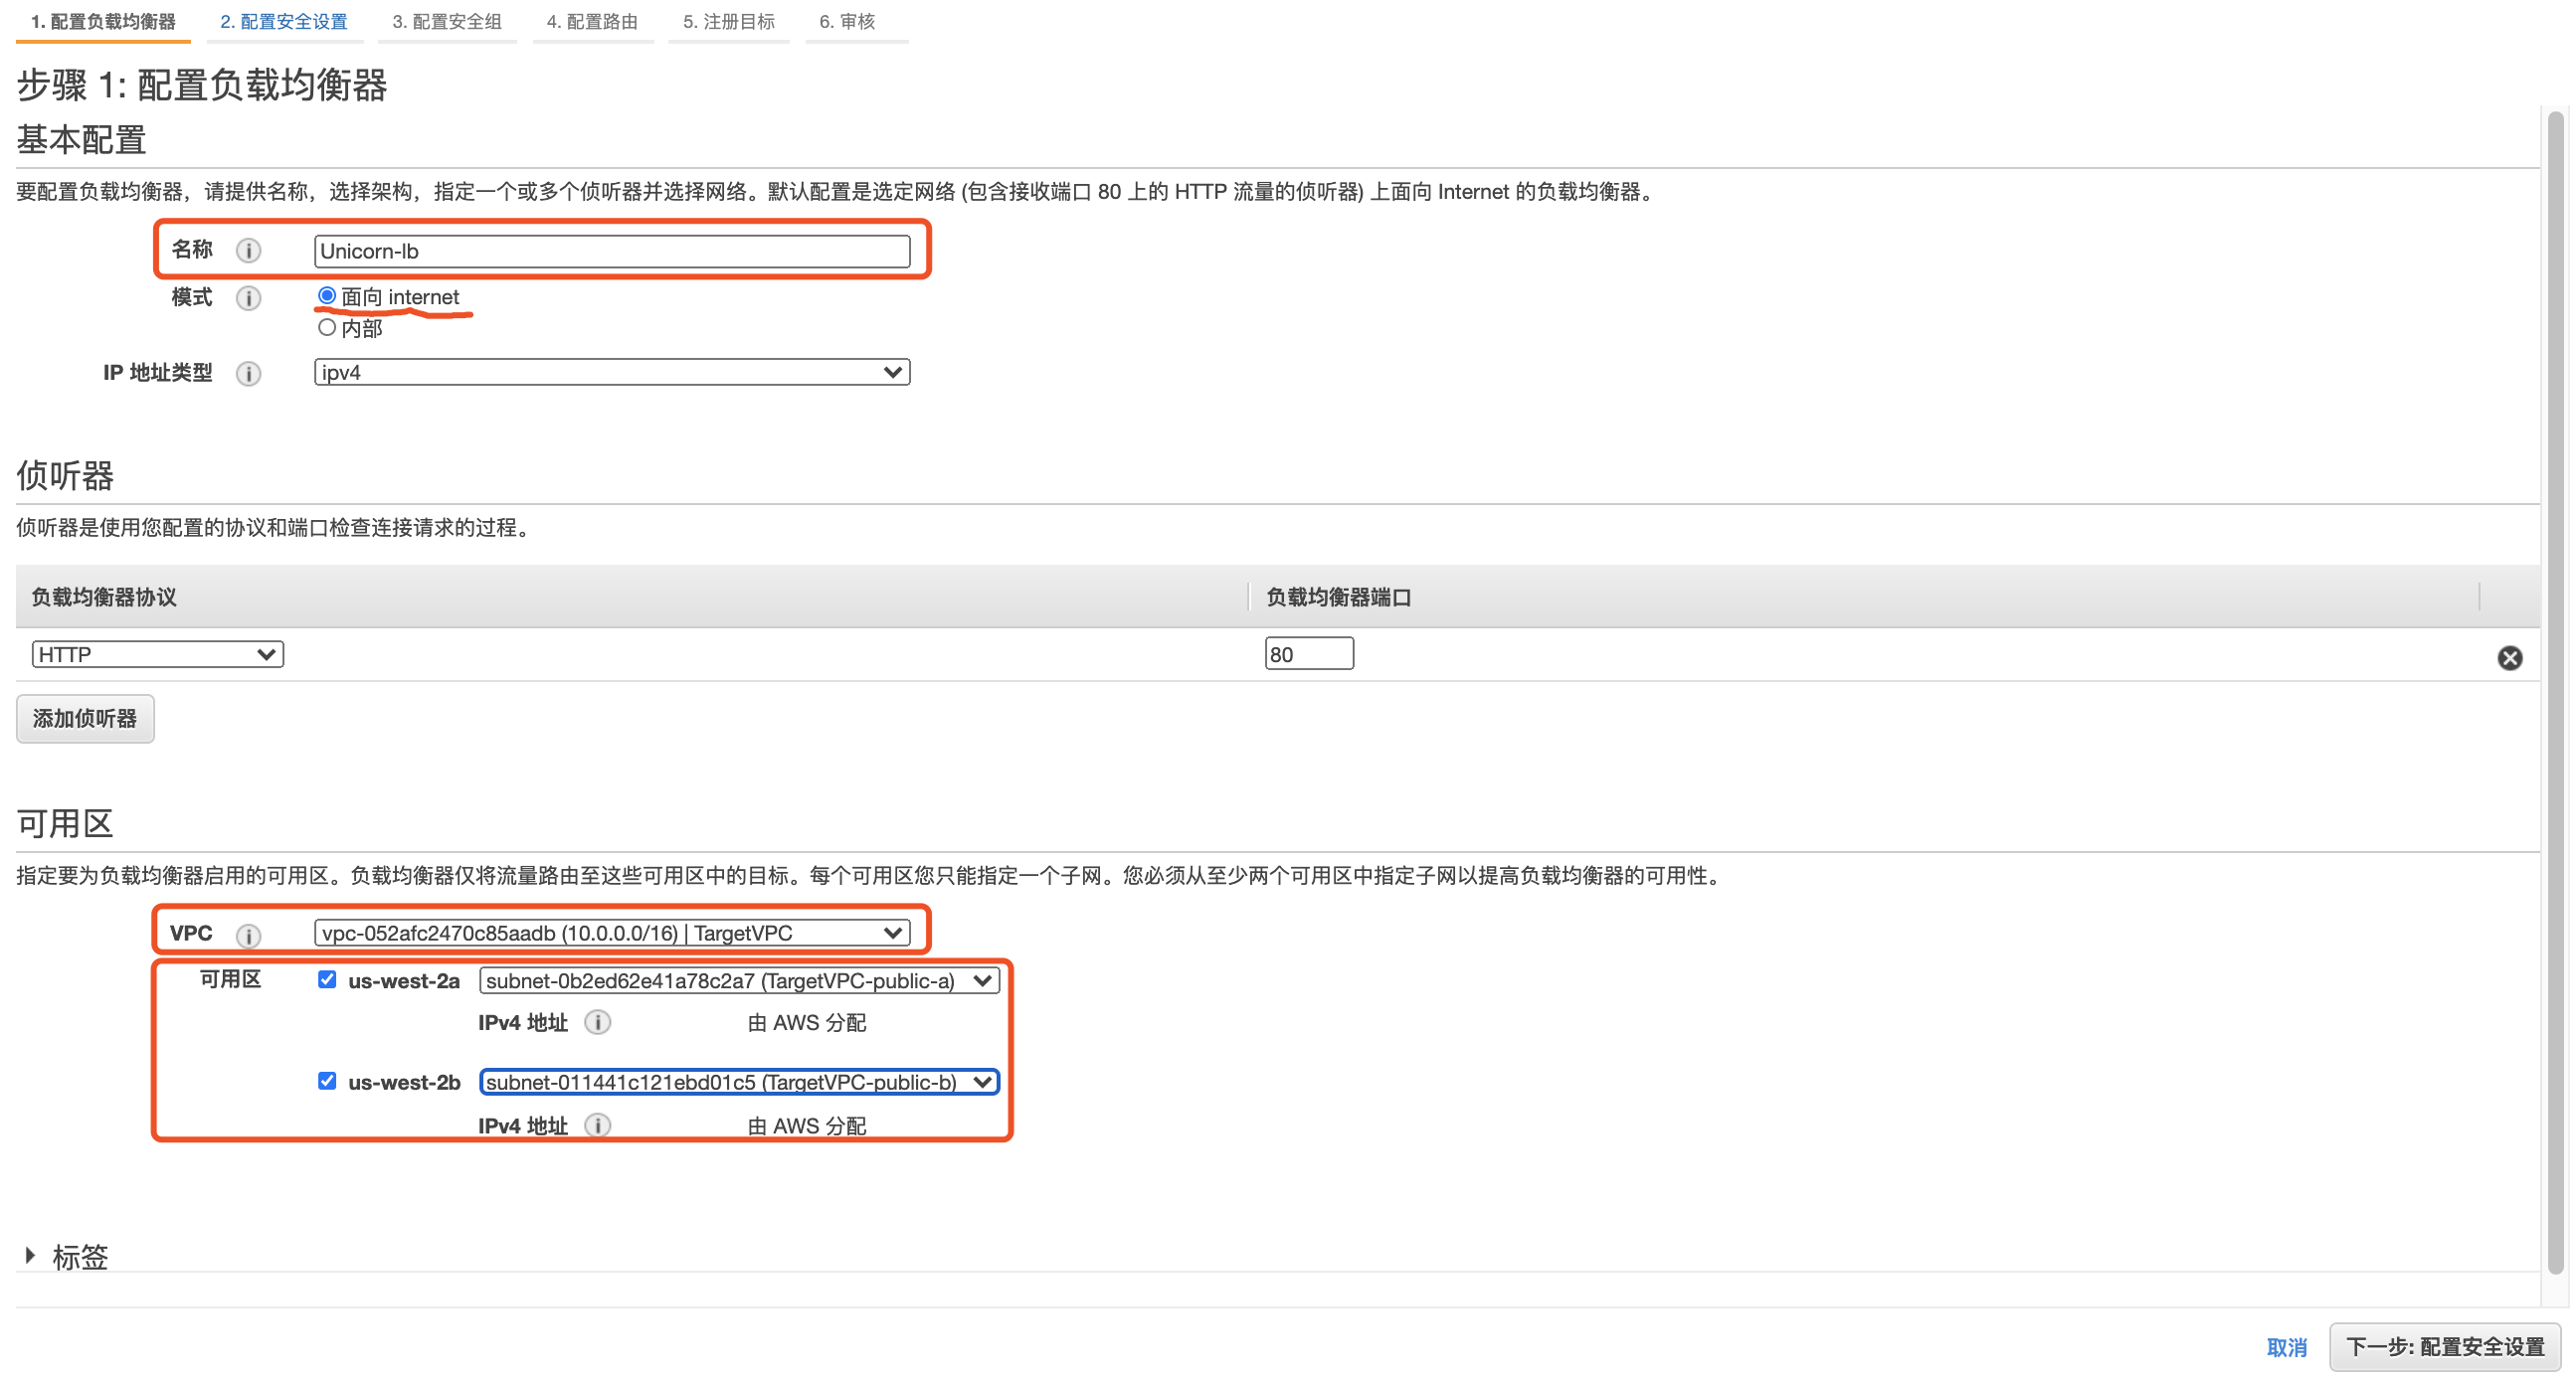 1. 配置负载均衡器 2. 配置安全设置 3. 配置安全组 4. 配置路由 5. 注册目标 6. 审核
步骤 1: 配置负载均衡器
基本配置
要配置负载均衡器，请提供名称，选择架构，指定一个或多个侦听器并选择网络。默认配置是选定网络 (包含接收端口 80 上的 HTTP 流量的侦听器) 上面向 Internet 的负载均衡器。
名称 i Unicorn-lb
模式 i 面向 internet
内部
IP 地址类型 i ipv4
侦听器
侦听器是使用您配置的协议和端口检查连接请求的过程。
负载均衡器协议 负载均衡器端口
HTTP 80
添加侦听器
可用区
指定要为负载均衡器启用的可用区。负载均衡器仅将流量路由至这些可用区中的目标。每个可用区您只能指定一个子网。您必须从至少两个可用区中指定子网以提高负载均衡器的可用性。
VPC i vpc-052afc2470c85aadb (10.0.0.0/16) | TargetVPC
可用区 us-west-2a subnet-0b2ed62e41a78c2a7 (TargetVPC-public-a)
IPv4 地址 i 由 AWS 分配
us-west-2b subnet-011441c121ebd01c5 (TargetVPC-public-b)
IPv4 地址 i 由 AWS 分配
标签
取消 下一步: 配置安全设置